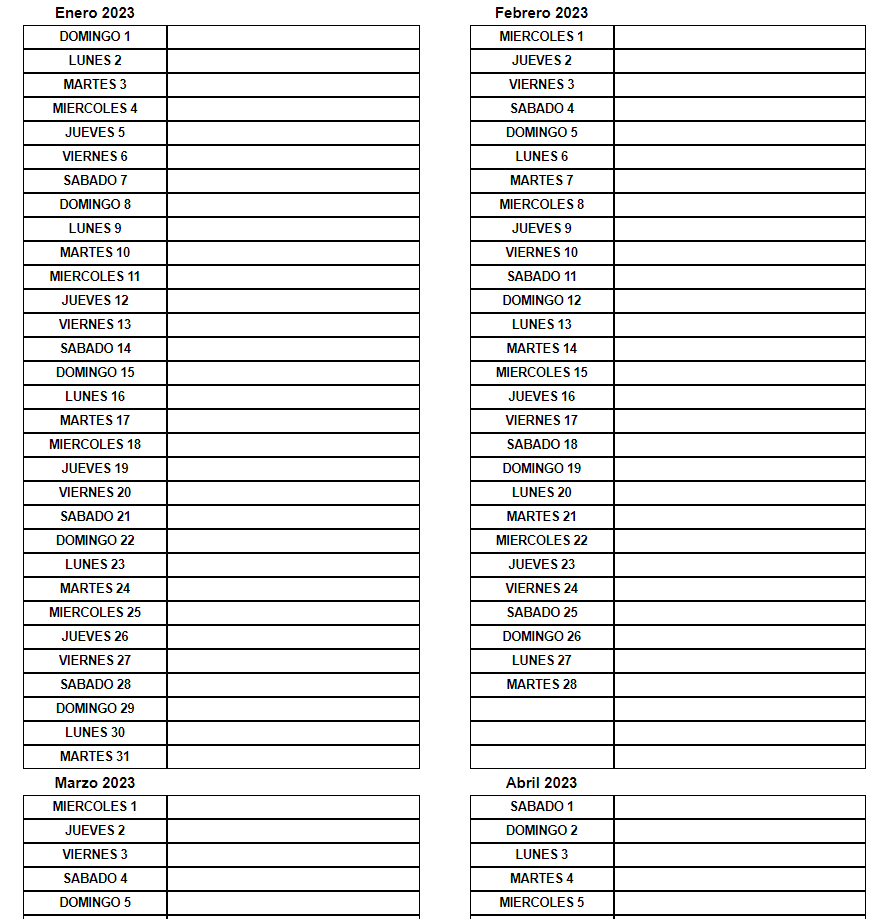 Enero 2023
DOMINGO 1
LUNES 2
MARTES 3
MIERCOLES 4
JUEVES 5
VIERNES 6
SABADO 7
DOMINGO 8
LUNES 9
MARTES 10
MIERCOLES 11
JUEVES 12
VIERNES 13
SABADO 14
DOMINGO 15
LUNES 16
MARTES 17
MIERCOLES 18
JUEVES 19
VIERNES 20
SABADO 21
DOMINGO 22
LUNES 23
MARTES 24
MIERCOLES 25
JUEVES 26
VIERNES 27
SABADO 28
DOMINGO 29
LUNES 30
MARTES 31
Febrero 2023
MIERCOLES 1
JUEVES 2
VIERNES 3
SABADO 4
DOMINGO 5
LUNES 6
MARTES 7
MIERCOLES 8
JUEVES 9
VIERNES 10
SABADO 11
DOMINGO 12
LUNES 13
MARTES 14
MIERCOLES 15
JUEVES 16
VIERNES 17
SABADO 18
DOMINGO 19
LUNES 20
MARTES 21
MIERCOLES 22
JUEVES 23
VIERNES 24
SABADO 25
DOMINGO 26
LUNES 27
MARTES 28
Marzo 2023
MIERCOLES 1
JUEVES 2
VIERNES 3
SABADO 4
DOMINGO 5
Abril 2023
SABADO 1
DOMINGO 2
LUNES 3
MARTES 4
MIERCOLES 5